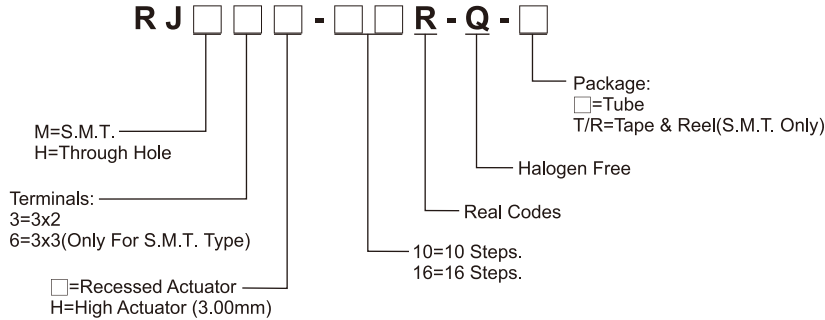 RJ□□□-□□R-Q-□
Package:
□=Tube
T/R=Tape & Reel(S.M.T. Only)
M=S.M.T.
H=Through Hole
Halogen Free
Terminals:
3=3x2
6=3x3(Only For S.M.T. Type)
Real Codes
10=10 Steps.
16=16 Steps.
□=Recessed Actuator
H=High Actuator (3.00mm)